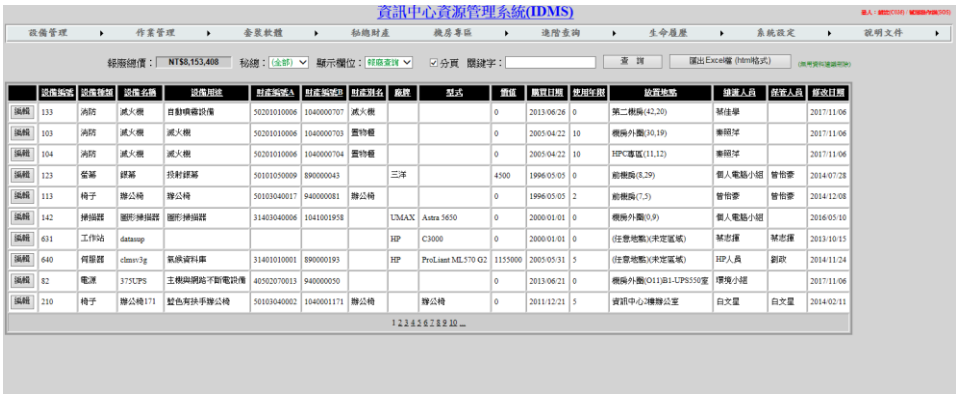 資訊中心資源管理系統(IDMS)
設備管理 作業管理 套裝軟體 秘總財產 機房專區 進階查詢 生命履歷 系統設定 說明文件
經費總價： NT$8,153,408 秘總：(全部) 顯示欄位：報廢查詢 分頁 關鍵字： 查 詢 匯出Excel檔 (html格式)
設備編號 設備種類 設備名稱 設備用途 財產編號A 財產編號B 財產別名 廠牌 型式 價值 購買日期 使用年限 放置地點 維護人員 保管人員 修改日期
編輯 133 消防 滅火機 自動噴霧設備 50201010006 1040000707 滅火機 0 2013/06/26 0 第二機房(42,20) 蔡佳學 2017/11/06
編輯 103 消防 滅火機 滅火機 50201010006 1040000703 置物櫃 0 2005/04/22 10 機房外圍(30,19) 2017/11/06
編輯 104 消防 滅火機 滅火機 50201010006 1040000704 置物櫃 0 2005/04/22 10 HPC專區(11,12) 2017/11/06
編輯 123 螢幕 銀幕 投射銀幕 50101050009 890000043 三洋 4500 1996/05/05 0 前機房(8,29) 個人電腦小組 曾怡豪 2014/07/28
編輯 113 椅子 辦公椅 辦公椅 50103040017 940000081 辦公椅 0 1996/05/05 2 前機房(7,5) 曾怡豪 曾怡豪 2014/12/08
編輯 142 掃描器 圖形掃描器 圖形掃描器 31403040006 1041001958 UMAX Astra 5650 0 2000/01/01 0 機房外圍(0,9) 個人電腦小組 2016/05/10
編輯 631 工作站 datasup HP C3000 0 2000/01/01 0 (任意地點)(未定區域) 2013/10/15
編輯 640 伺服器 clmsv3g 氣候資料庫 31401010001 890000193 HP ProLiant ML570 G2 1155000 2005/05/31 5 (任意地點)(未定區域) HP人員 劉政 2014/11/24
編輯 82 電源 375UPS 主機與網路不斷電設備 40502070013 940000050 0 2013/06/21 0 機房外圍(O11)B1-UPS550室 環境小組 2017/11/06
編輯 210 椅子 辦公椅171 藍色有扶手辦公椅 50103040002 1040001171 辦公椅 辦公椅 0 2011/12/21 5 資訊中心2樓辦公室 白文星 白文星 2014/02/11
1 2 3 4 5 6 7 8 9 10 ...